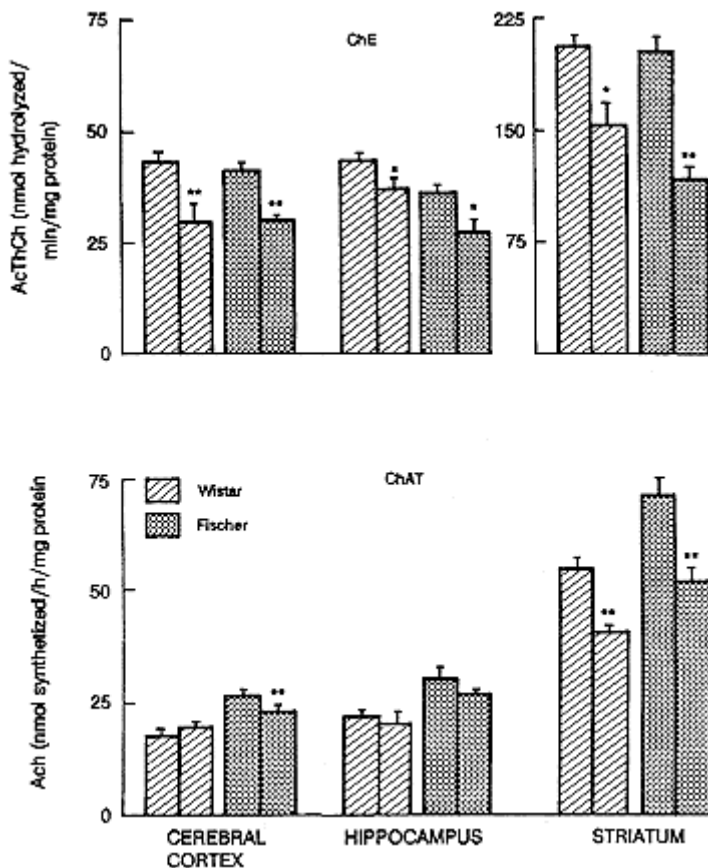 75
50
25
0
AcThCh (nmol hydrolyzed/
min/mg protein)
ChE
**
**
*
*
225
150
75
*
**
75
50
25
0
Ach (nmol synthetized/h/mg protein
ChAT
Wistar
Fischer
**
**
**
CEREBRAL
CORTEX
HIPPOCAMPUS
STRIATUM